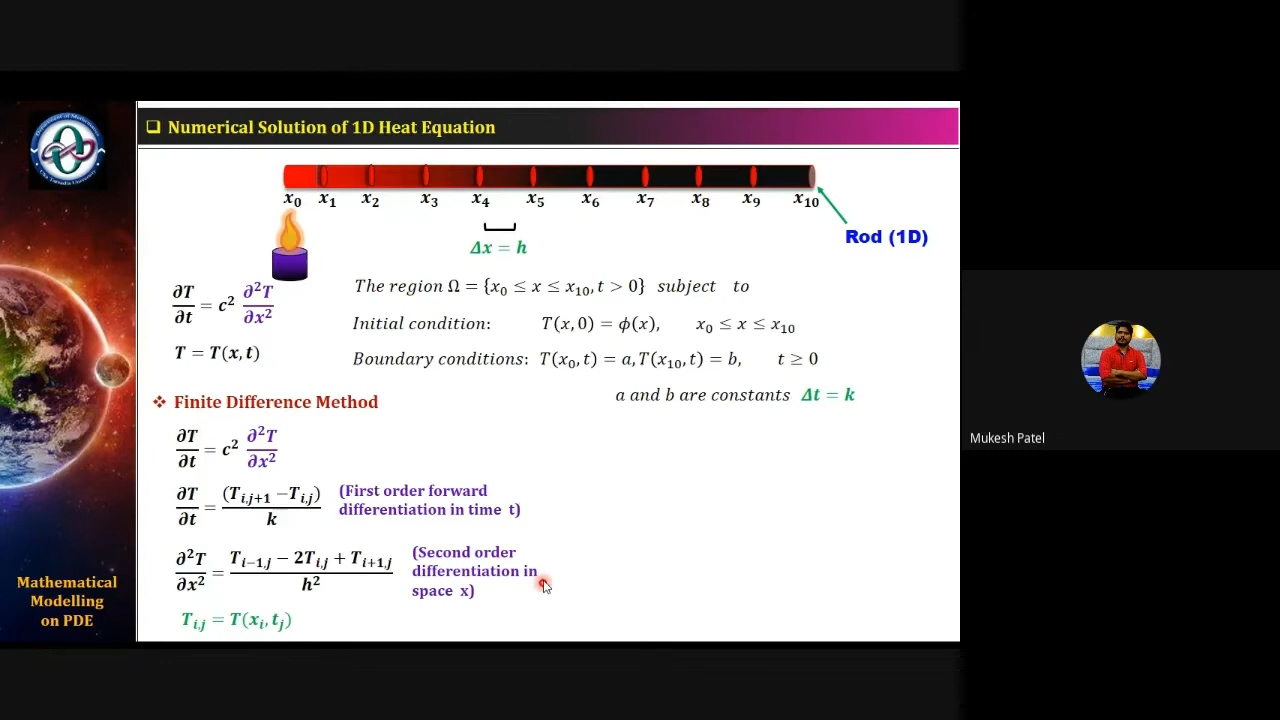 ❑ Numerical Solution of 1D Heat Equation
x₀ x₁ x₂ x₃ x₄ x₅ x₆ x₇ x₈ x₉ x₁₀
Rod (1D)
Δx = h
∂T/∂t = c² ∂²T/∂x²
T = T(x, t)
The region Ω = {x₀ ≤ x ≤ x₁₀, t > 0} subject to
Initial condition: T(x, 0) = ϕ(x), x₀ ≤ x ≤ x₁₀
Boundary conditions: T(x₀, t) = a, T(x₁₀, t) = b, t ≥ 0
a and b are constants Δt = k
❖ Finite Difference Method
∂T/∂t = c² ∂²T/∂x²
∂T/∂t = (Tᵢ,ⱼ₊₁ − Tᵢ,ⱼ)/k
(First order forward
differentiation in time t)
∂²T/∂x² = (Tᵢ₋₁,ⱼ − 2Tᵢ,ⱼ + Tᵢ₊₁,ⱼ)/h²
(Second order
differentiation in
space x)
Tᵢ,ⱼ = T(xᵢ, tⱼ)
Mathematical
Modelling
on PDE
Mukesh Patel